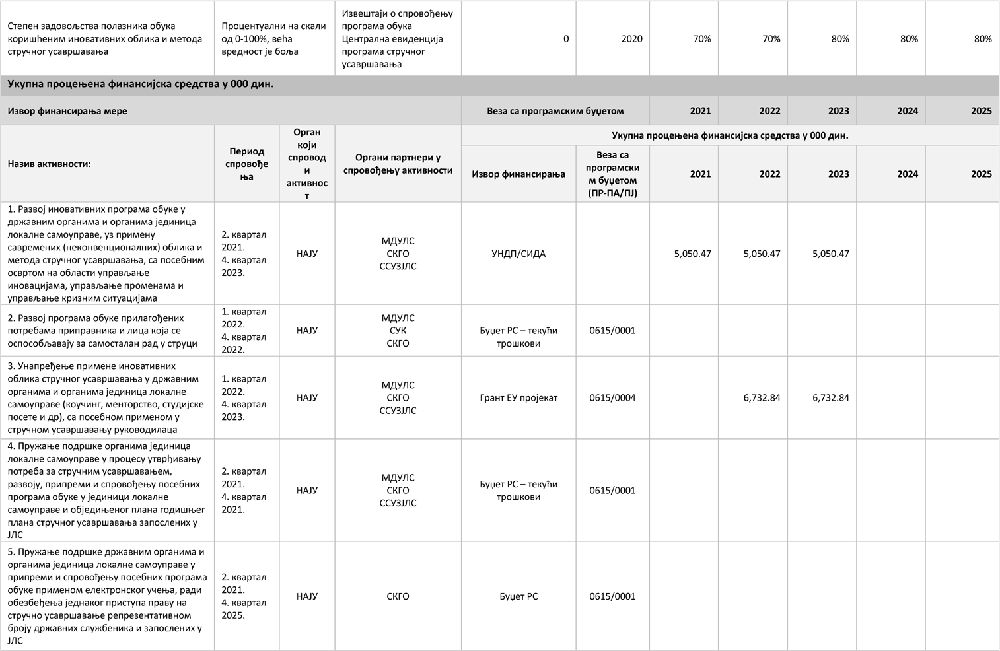 Степен задовољства полазника обука
коришћеним иновативних облика и метода
стручног усавршавања
Процентуални на скали
од 0-100%, већа
вредност је боља
Извештаји о спровођењу
програма обука
Централна евиденција
програма стручног
усавршавања
0
2020
70%
70%
80%
80%
80%
Укупна процењена финансијска средства у 000 дин.
Извор финансирања мере
Веза са програмским буџетом
2021
2022
2023
2024
2025
Назив активности:
Период
спровође
ња
Орган
који
спровод
и
активнос
т
Органи партнери у
спровођењу активности
Укупна процењена финансијска средства у 000 дин.
Извор финансирања
Веза са
програмски
м буџетом
(ПР-ПА/ПЈ)
2021
2022
2023
2024
2025
1. Развој иновативних програма обуке у
државним органима и органима јединица
локалне самоуправе, уз примену
савремених (неконвенционалних) облика и
метода стручног усавршавања, са посебним
освртом на области управљање
иновацијама, управљање променама и
управљање кризним ситуацијама
2. квартал
2021.
4. квартал
2023.
НАЈУ
МДУЛС
СКГО
ССУЗЈЛС
УНДП/СИДА
5,050.47
5,050.47
5,050.47
2. Развој програма обуке прилагођених
потребама приправника и лица која се
оспособљавају за самосталан рад у струци
1. квартал
2022.
4. квартал
2022.
НАЈУ
МДУЛС
СУК
СКГО
Буџет РС – текући
трошкови
0615/0001
3. Унапређење примене иновативних
облика стручног усавршавања у државним
органима и органима јединица локалне
самоуправе (коучинг, менторство, студијске
посете и др), са посебном применом у
стручном усавршавању руководилаца
1. квартал
2022.
4. квартал
2023.
НАЈУ
МДУЛС
СКГО
ССУЗЈЛС
Грант ЕУ пројекат
0615/0004
6,732.84
6,732.84
4. Пружање подршке органима јединица
локалне самоуправе у процесу утврђивању
потреба за стручним усавршавањем,
развоју, припреми и спровођењу посебних
програма обуке у јединици локалне
самоуправе и обједињеног плана годишњег
плана стручног усавршавања запослених у
ЈЛС
2. квартал
2021.
4. квартал
2021.
НАЈУ
МДУЛС
СКГО
ССУЗЈЛС
Буџет РС – текући
трошкови
0615/0001
5. Пружање подршке државним органима и
органима јединица локалне самоуправе у
припреми и спровођењу посебних програма
обуке применом електронског учења, ради
обезбеђења једнаког приступа праву на
стручно усавршавање репрезентативном
броју државних службеника и запослених у
ЈЛС
2. квартал
2021.
4. квартал
2025.
НАЈУ
СКГО
Буџет РС
0615/0001